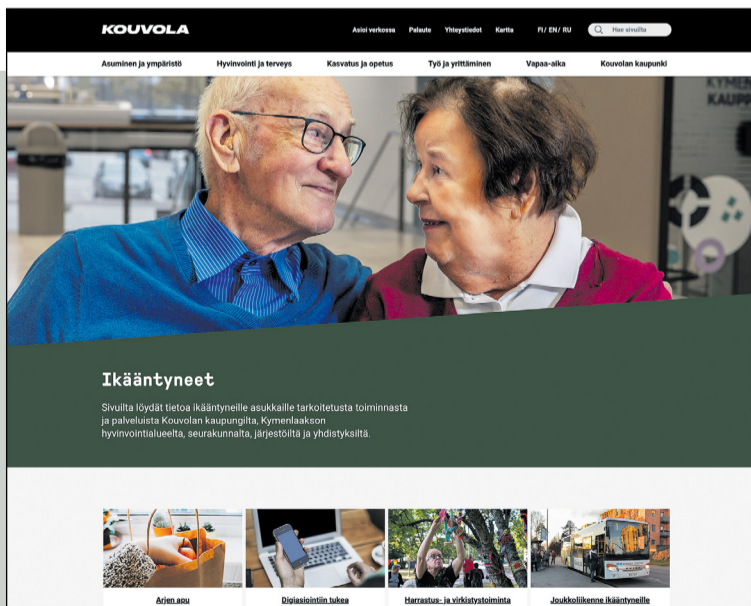 KOUVOLA
Asioi verkossa Palaute Yhteystiedot Kartta FI/ EN/ RU Hae sivuilta
Asuminen ja ympäristö Hyvinvointi ja terveys Kasvatus ja opetus Työ ja yrittäminen Vapaa-aika Kouvolan kaupunki
KYMEN
KAUP
Ikääntyneet
Sivuilta löydät tietoa ikääntyneille asukkaille tarkoitetusta toiminnasta
ja palveluista Kouvolan kaupungilta, Kymenlaakson
hyvinvointialueelta, seurakunnalta, järjestöiltä ja yhdistyksiltä.
Arjen apu Digiasiointiin tukea Harrastus- ja virkistystoiminta Joukkoliikenne ikääntyneille